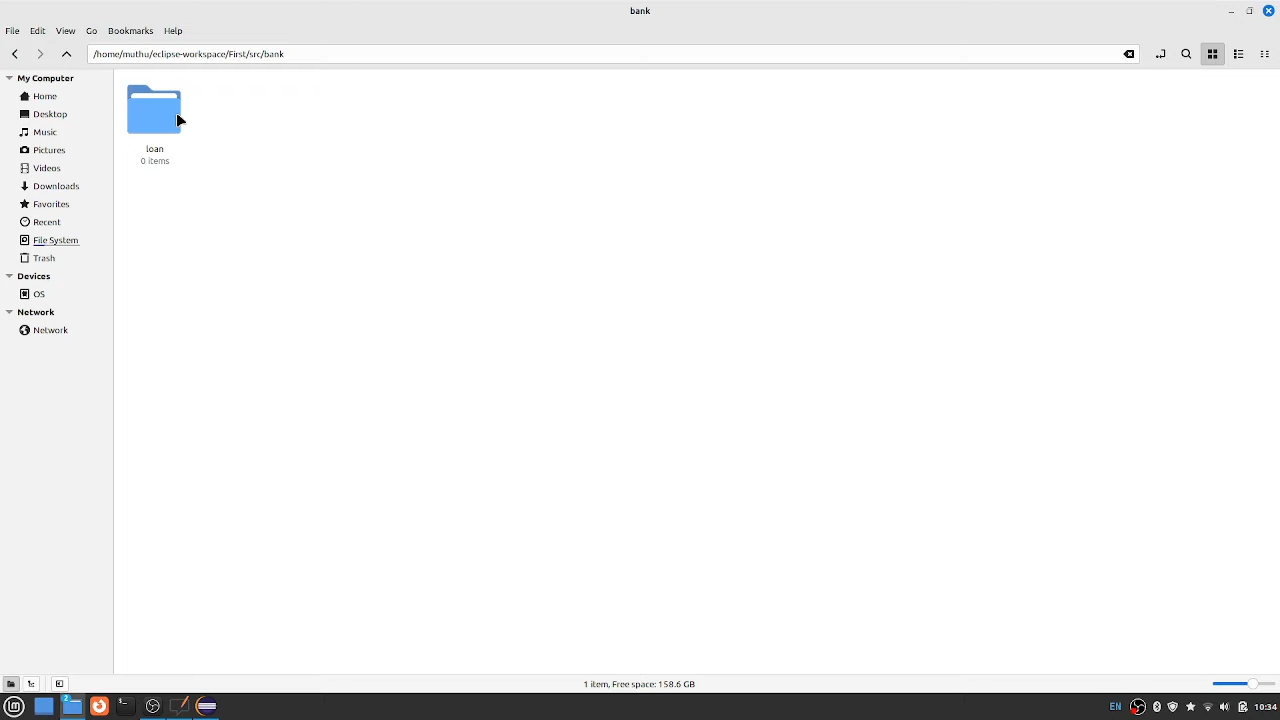 bank
File Edit View Go Bookmarks Help
/home/muthu/eclipse-workspace/First/src/bank
My Computer
Home
Desktop
Music
Pictures
Videos
Downloads
Favorites
Recent
File System
Trash
Devices
OS
Network
Network
loan
0 items
1 item, Free space: 158.6 GB
2
EN 10:34